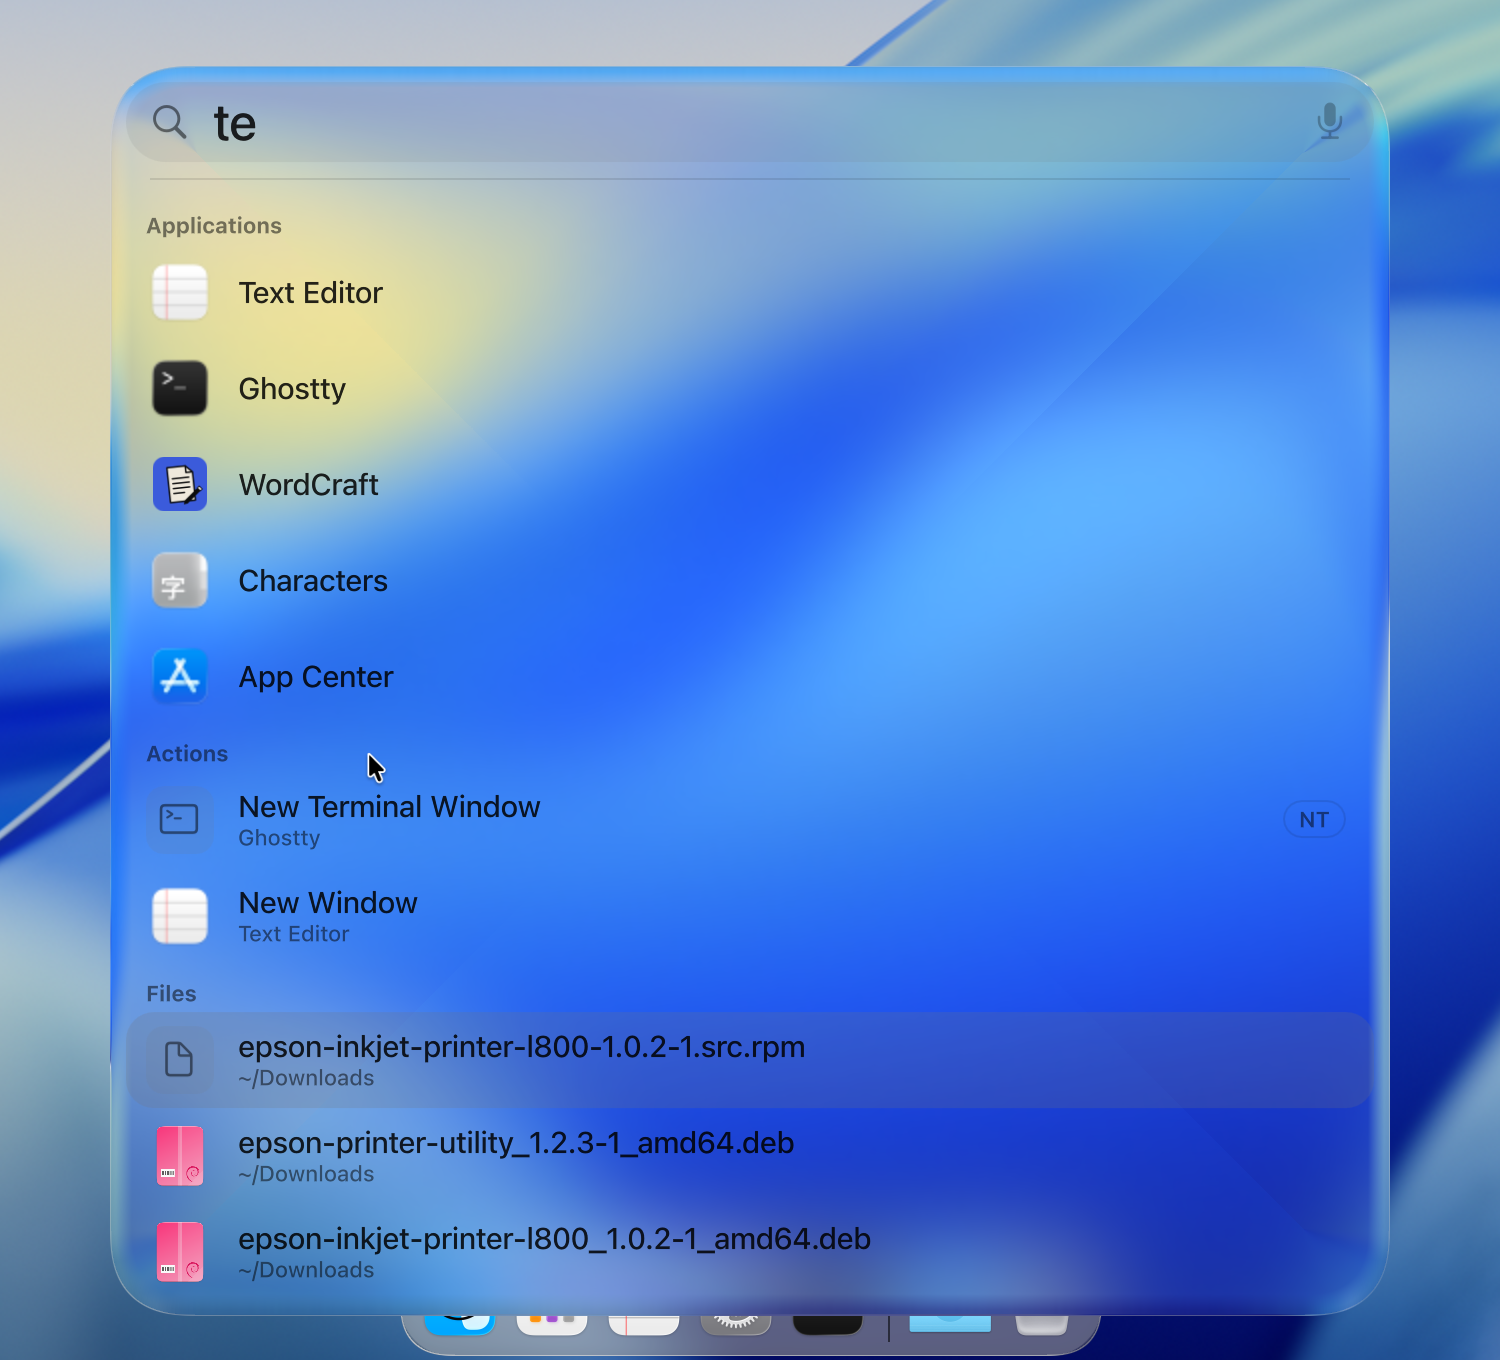 te
Applications
Text Editor
Ghostty
WordCraft
字
Characters
App Center
Actions
New Terminal Window
Ghostty
NT
New Window
Text Editor
Files
epson-inkjet-printer-l800-1.0.2-1.src.rpm
~/Downloads
epson-printer-utility_1.2.3-1_amd64.deb
~/Downloads
epson-inkjet-printer-l800_1.0.2-1_amd64.deb
~/Downloads